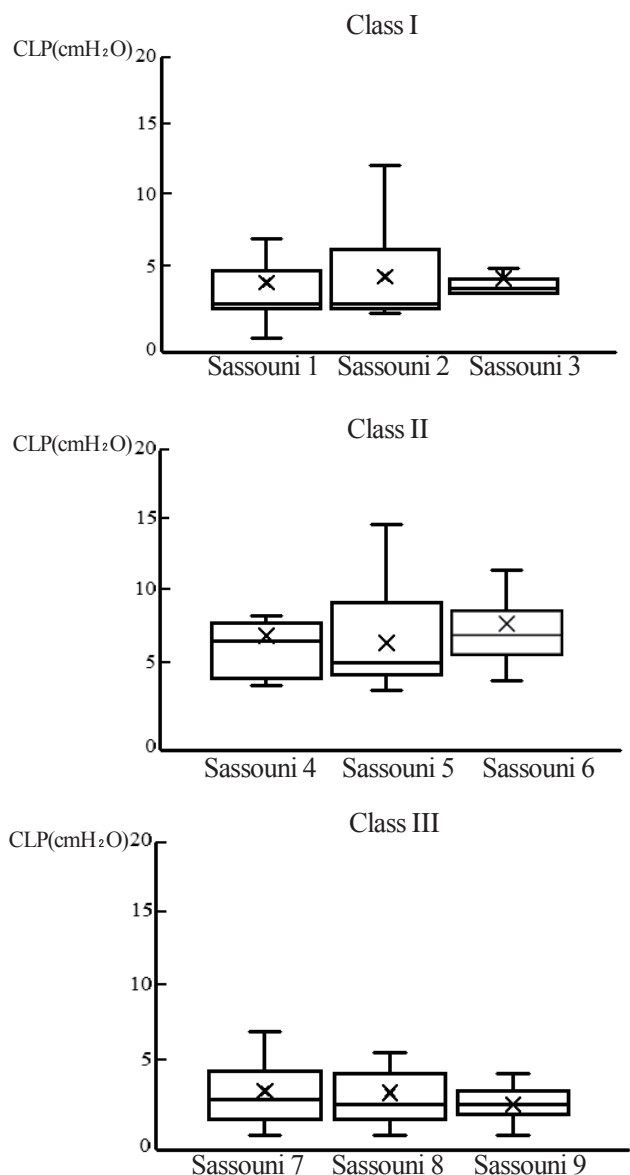 Class I
CLP(cmH₂O)
20
15
10
5
0
Sassouni 1 Sassouni 2 Sassouni 3
Class II
CLP(cmH₂O)
20
15
10
5
0
Sassouni 4 Sassouni 5 Sassouni 6
Class III
CLP(cmH₂O)
20
15
10
5
0
Sassouni 7 Sassouni 8 Sassouni 9